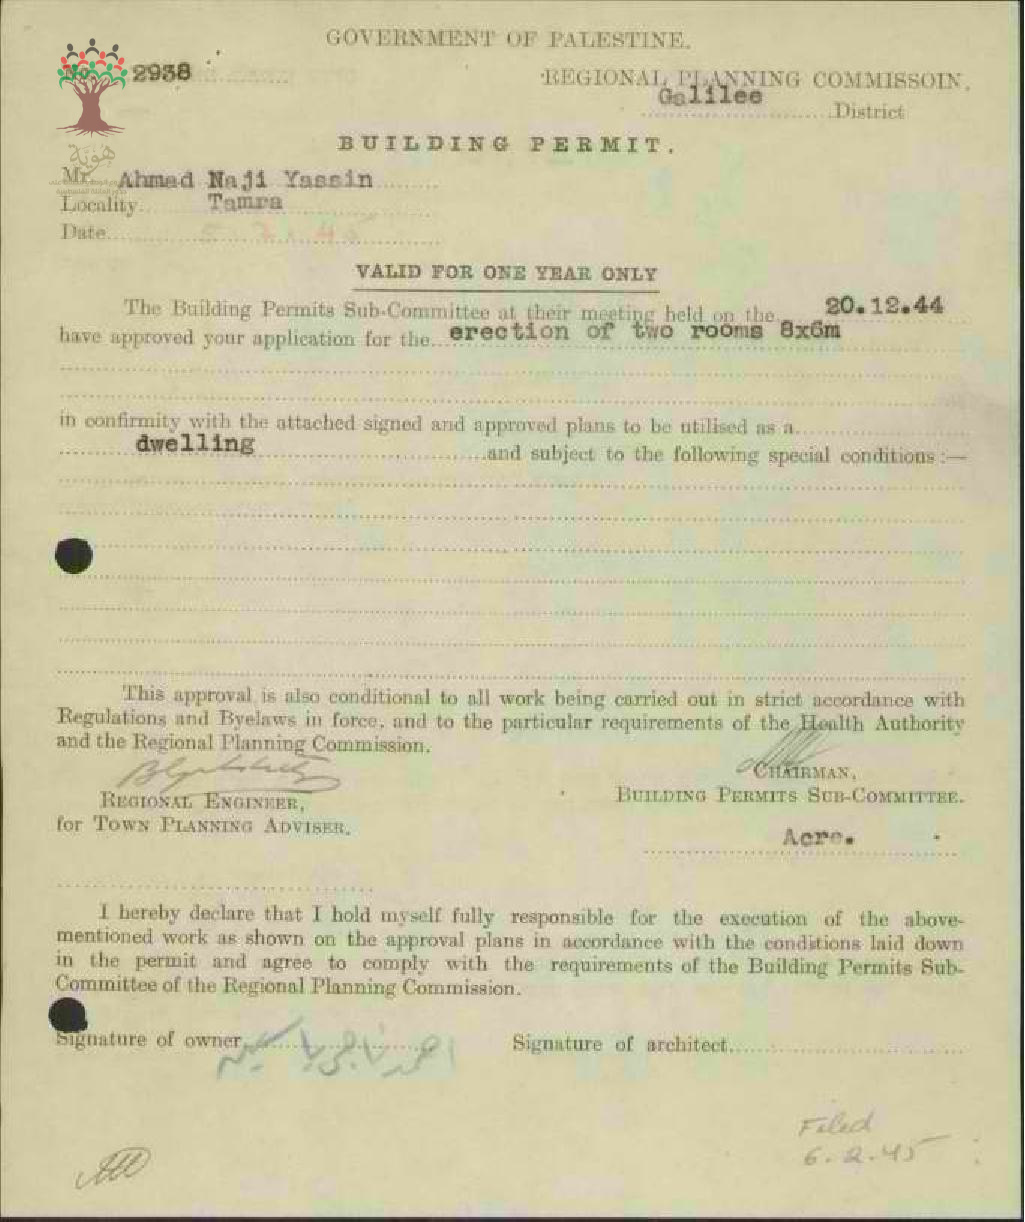 GOVERNMENT OF PALESTINE.
No. 2938
REGIONAL PLANNING COMMISSOIN.
Galilee
District
BUILDING PERMIT.
هوية
Mr. Ahmad Naji Yassin
Locality Tamra
Date 5.2.45
VALID FOR ONE YEAR ONLY
The Building Permits Sub-Committee at their meeting held on the 20.12.44
have approved your application for the erection of two rooms 8x6m
in confirmity with the attached signed and approved plans to be utilised as a
dwelling and subject to the following special conditions :—
This approval is also conditional to all work being carried out in strict accordance with
Regulations and Byelaws in force, and to the particular requirements of the Health Authority
and the Regional Planning Commission.
REGIONAL ENGINEER,
for TOWN PLANNING ADVISER.
CHAIRMAN,
BUILDING PERMITS SUB-COMMITTEE.
Acre.
I hereby declare that I hold myself fully responsible for the execution of the above-
mentioned work as shown on the approval plans in accordance with the conditions laid down
in the permit and agree to comply with the requirements of the Building Permits Sub-
Committee of the Regional Planning Commission.
Signature of owner احمد ناجي ياسين
Signature of architect
Filed
6.2.45